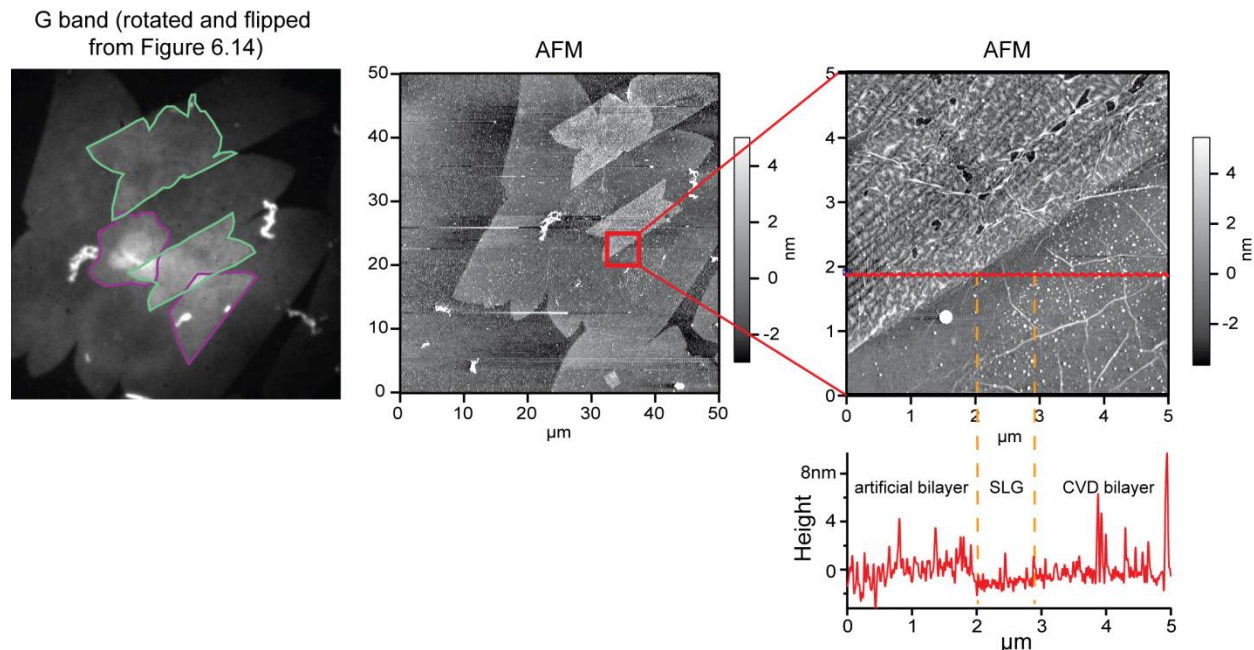 G band (rotated and flipped
from Figure 6.14)
AFM
50
40
30
20
10
0
0 10 20 30 40 50
µm
4
2
0
-2
nm
AFM
5
4
3
2
1
0
0 1 2 3 4 5
µm
4
2
0
-2
nm
8nm
4
0
Height
artificial bilayer SLG CVD bilayer
0 1 2 3 4 5
µm